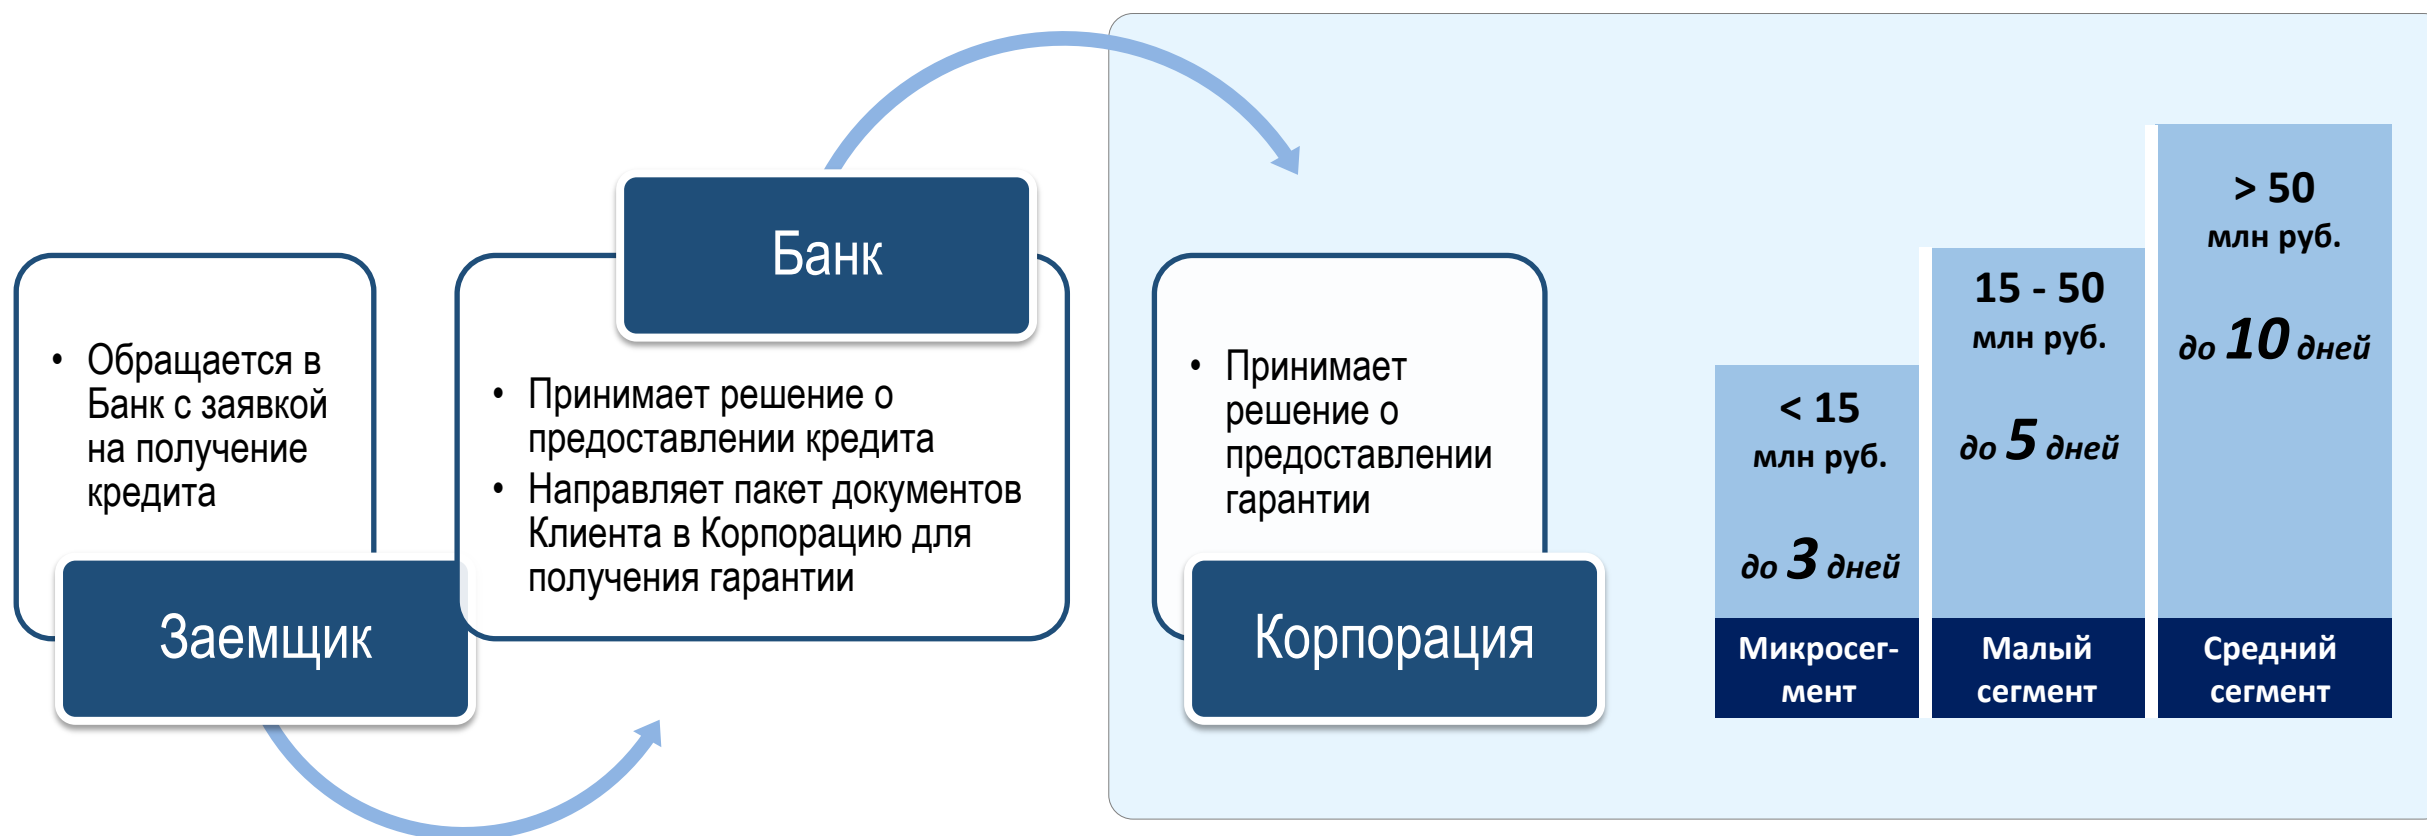 • Обращается в
Банк с заявкой
на получение
кредита
Заемщик
Банк
• Принимает решение о
предоставлении кредита
• Направляет пакет документов
Клиента в Корпорацию для
получения гарантии
• Принимает
решение о
предоставлении
гарантии
Корпорация
< 15
млн руб.
до 3 дней
Микросег-
мент
15 - 50
млн руб.
до 5 дней
Малый
сегмент
> 50
млн руб.
до 10 дней
Средний
сегмент